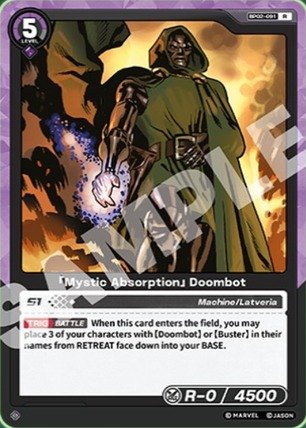 5
LEVEL
BP02-091 R
SAMPLE
「Mystic Absorption」 Doombot
S1
Machine/Latveria
TRIG BATTLE When this card enters the field, you may
place 3 of your characters with【Doombot】or【Buster】in their
names from RETREAT face down into your BASE.
R-0 / 4500
© MARVEL ©JASON